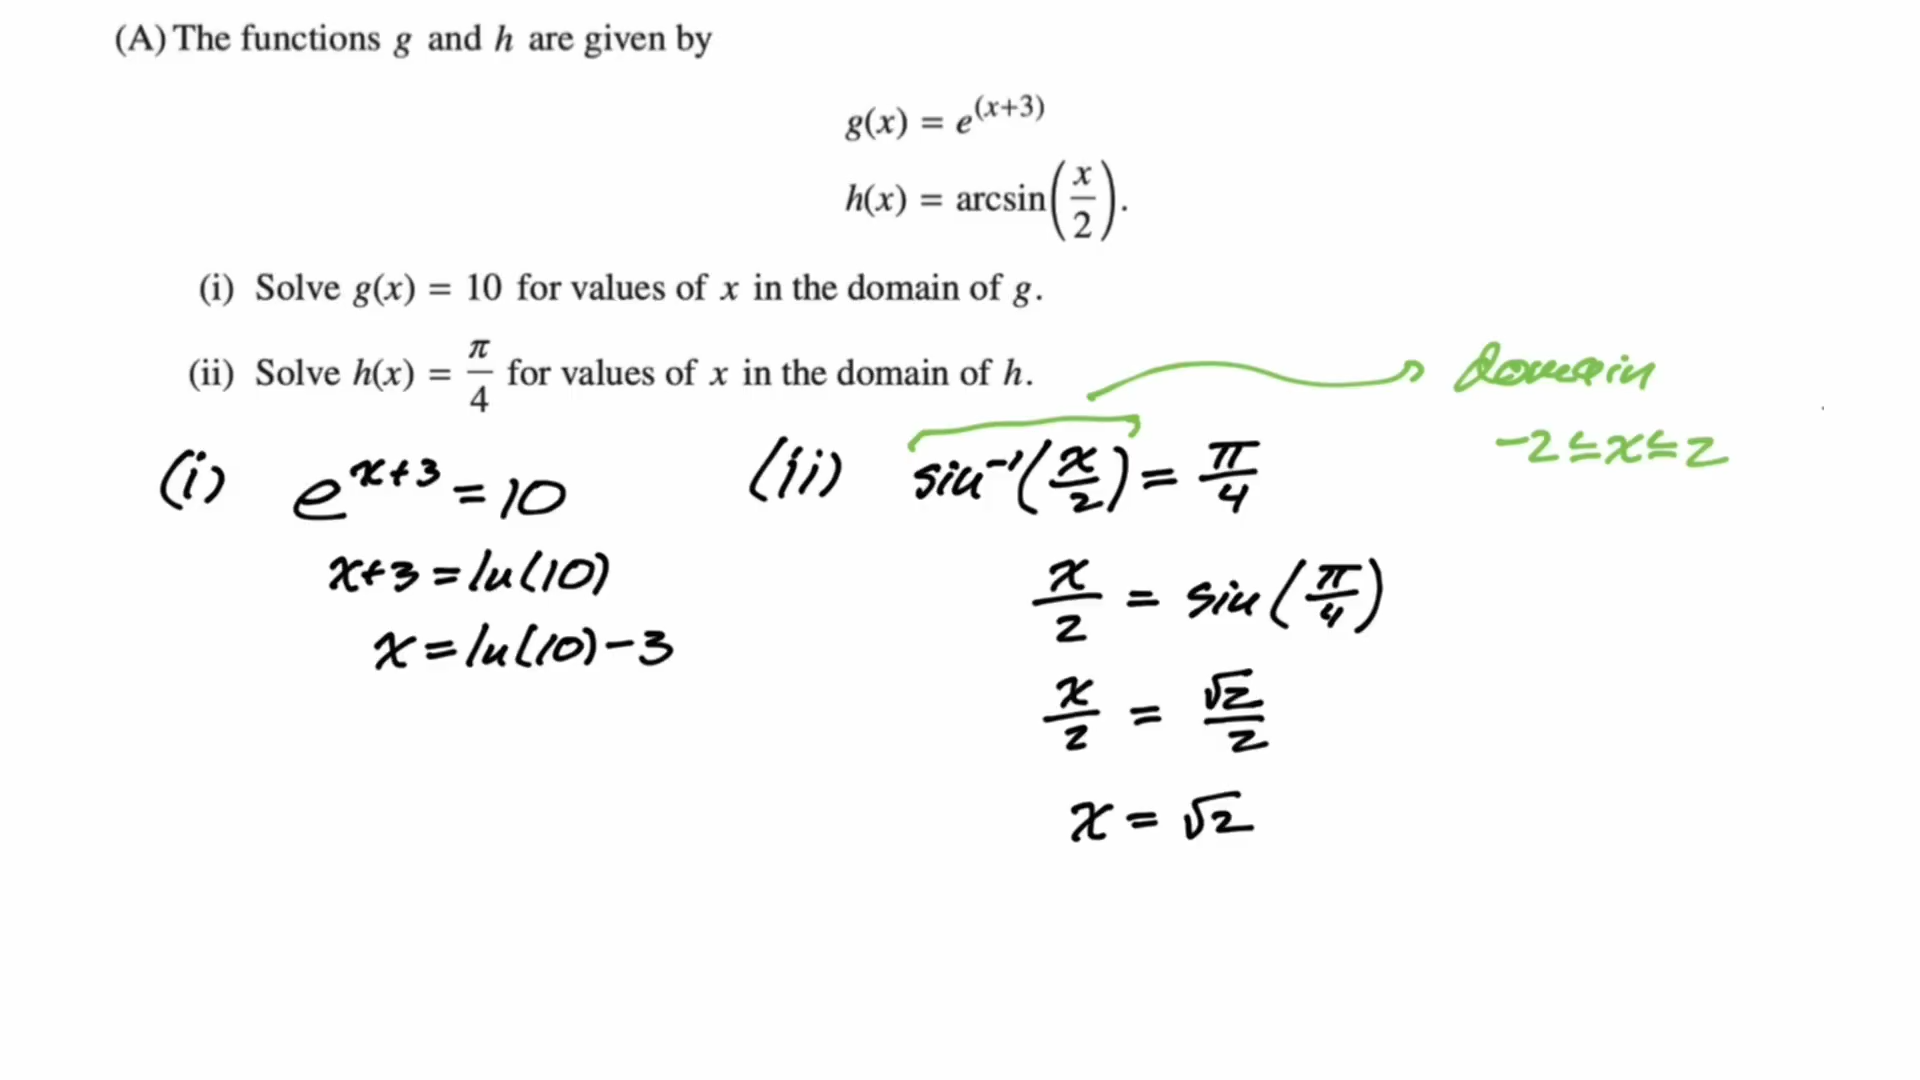 (A) The functions g and h are given by
g(x) = e^(x+3)
h(x) = arcsin(x/2).
(i) Solve g(x) = 10 for values of x in the domain of g.
(ii) Solve h(x) = π/4 for values of x in the domain of h.
domain
-2 ≤ x ≤ 2
(i) e^x+3 = 10
x+3 = ln(10)
x = ln(10) - 3
(ii) sin^-1(x/2) = π/4
x/2 = sin(π/4)
x/2 = √2/2
x = √2